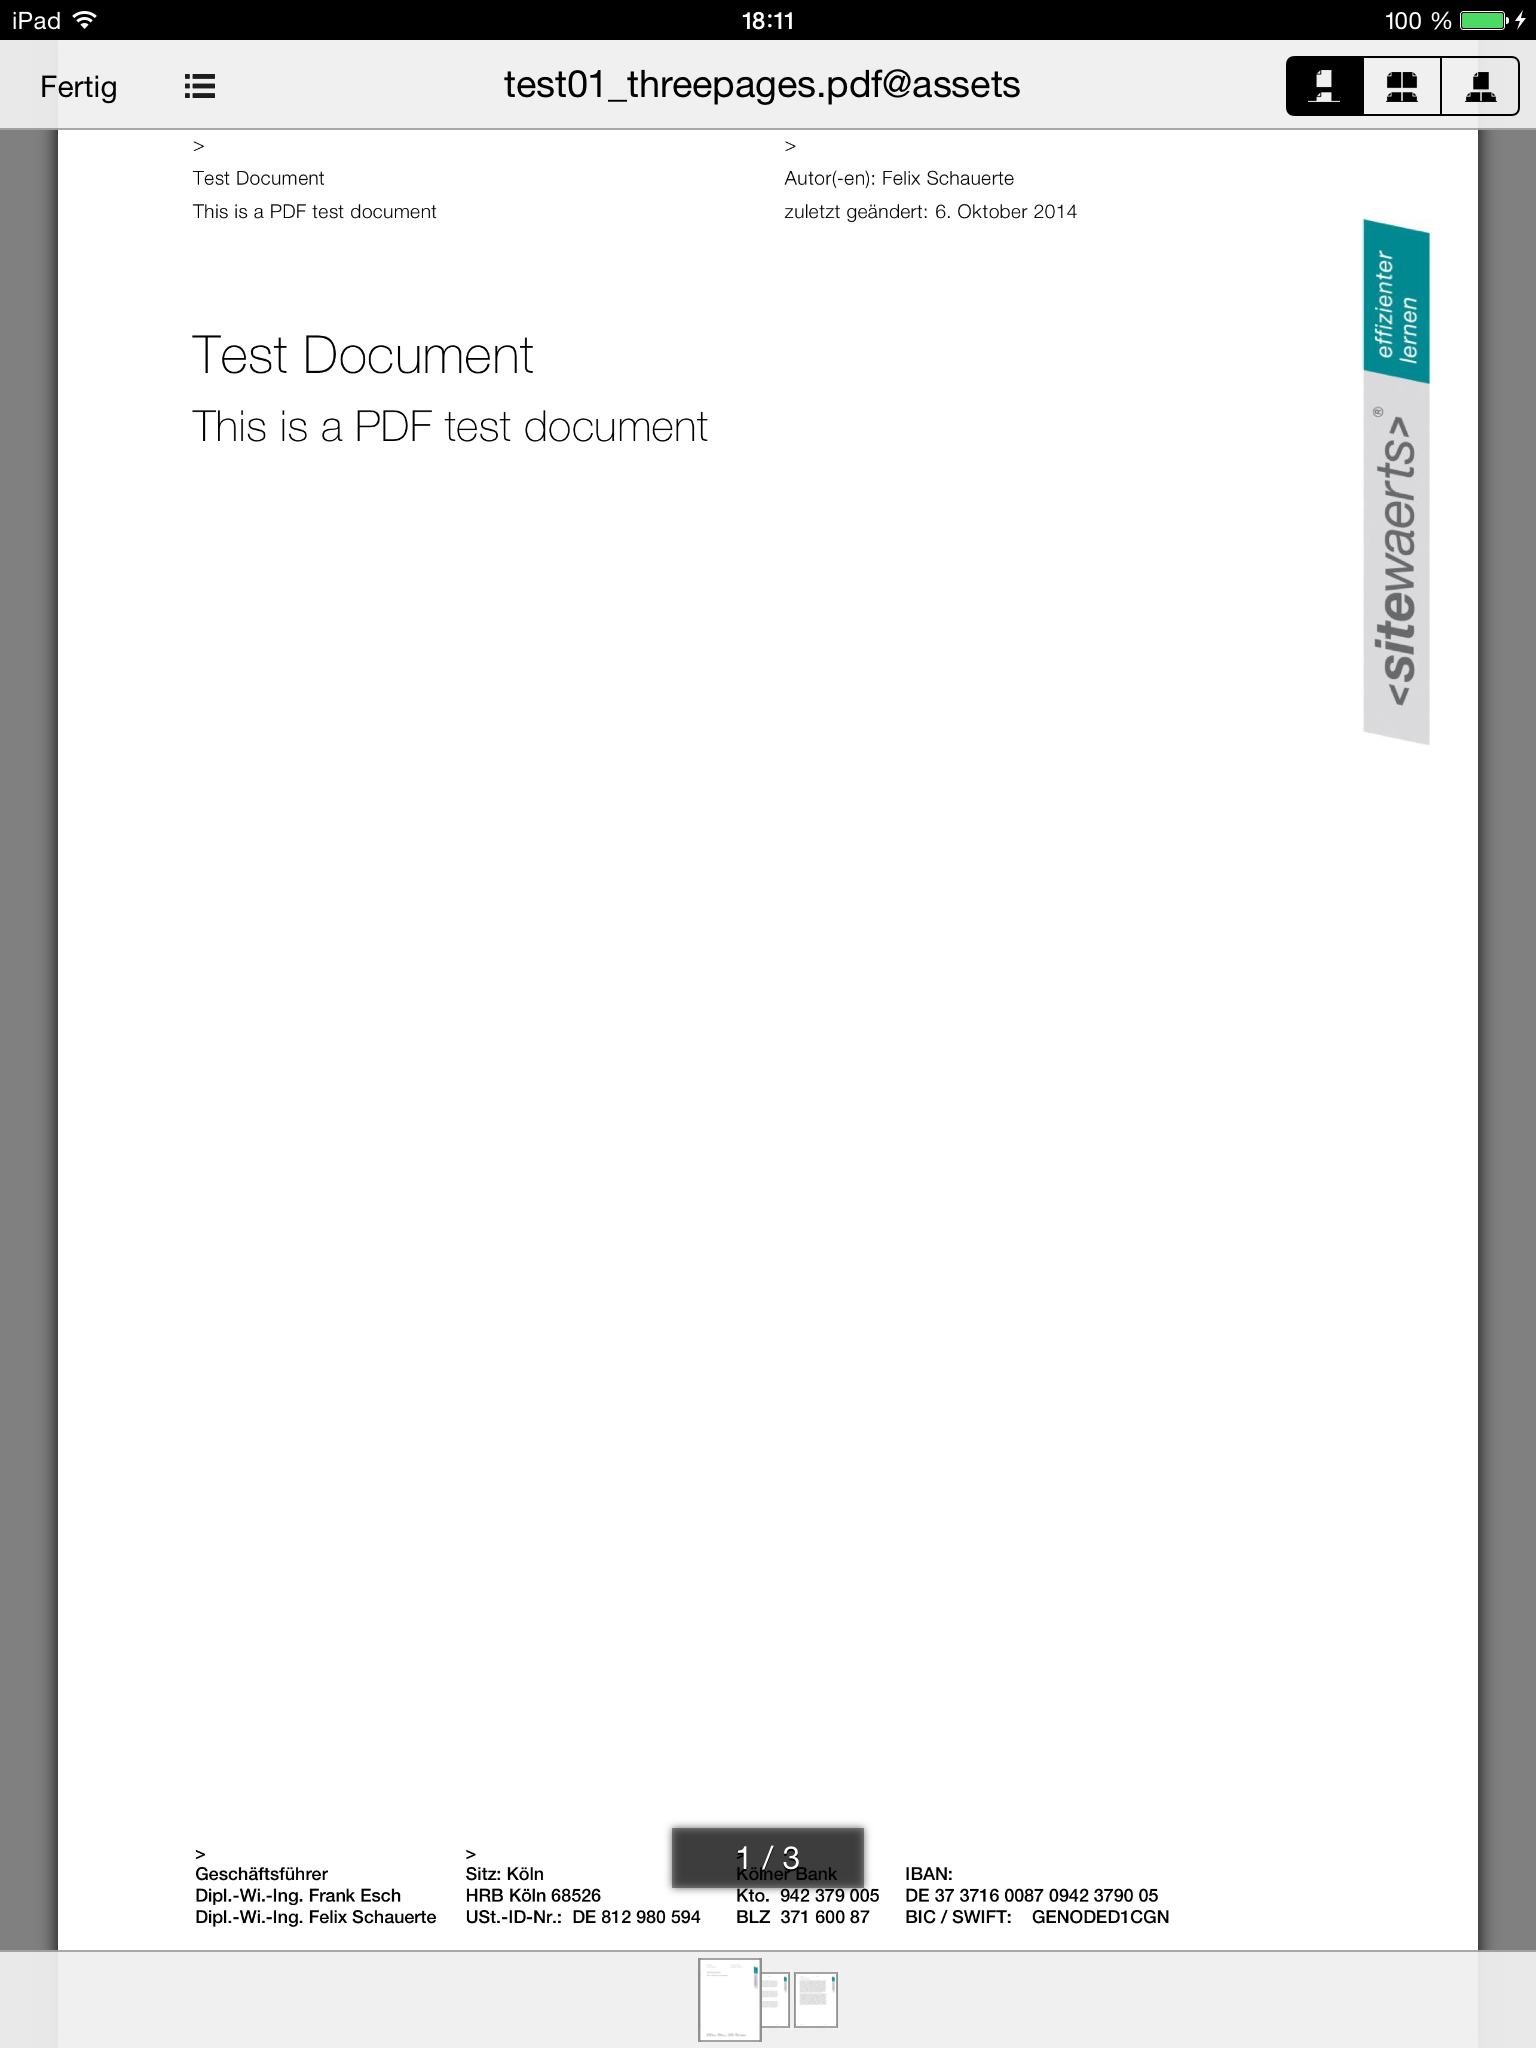 iPad 18:11 100 %
Fertig test01_threepages.pdf@assets
> >
Test Document Autor(-en): Felix Schauerte
This is a PDF test document zuletzt geändert: 6. Oktober 2014
effizienter
lernen
<sitewaerts>®
Test Document
This is a PDF test document
1 / 3
> >
Geschäftsführer Sitz: Köln Kölner Bank IBAN:
Dipl.-Wi.-Ing. Frank Esch HRB Köln 68526 Kto. 942 379 005 DE 37 3716 0087 0942 3790 05
Dipl.-Wi.-Ing. Felix Schauerte USt.-ID-Nr.: DE 812 980 594 BLZ 371 600 87 BIC / SWIFT: GENODED1CGN